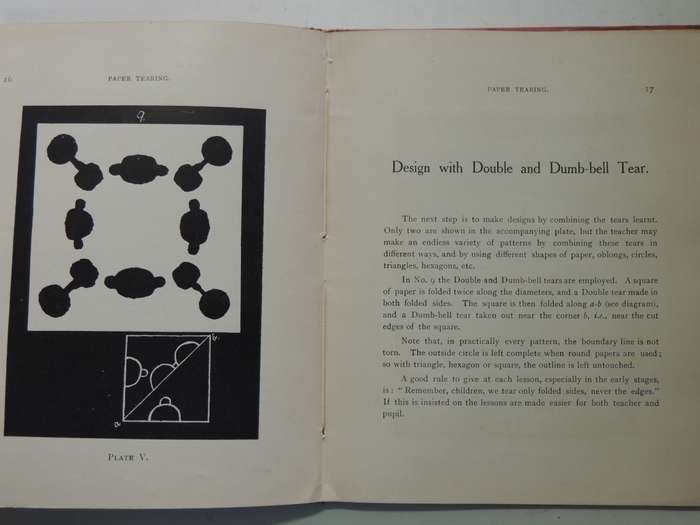 16
PAPER TEARING.
9.
b.
a
PLATE V.
PAPER TEARING.
17
Design with Double and Dumb-bell Tear.
The next step is to make designs by combining the tears learnt.
Only two are shown in the accompanying plate, but the teacher may
make an endless variety of patterns by combining these tears in
different ways, and by using different shapes of paper, oblongs, circles,
triangles, hexagons, etc.
In No. 9 the Double and Dumb-bell tears are employed. A square
of paper is folded twice along the diameters, and a Double tear made in
both folded sides. The square is then folded along a-b (see diagram),
and a Dumb-bell tear taken out near the corner b, i.e., near the cut
edges of the square.
Note that, in practically every pattern, the boundary line is not
torn. The outside circle is left complete when round papers are used;
so with triangle, hexagon or square, the outline is left untouched.
A good rule to give at each lesson, especially in the early stages,
is: "Remember, children, we tear only folded sides, never the edges."
If this is insisted on the lessons are made easier for both teacher and
pupil.